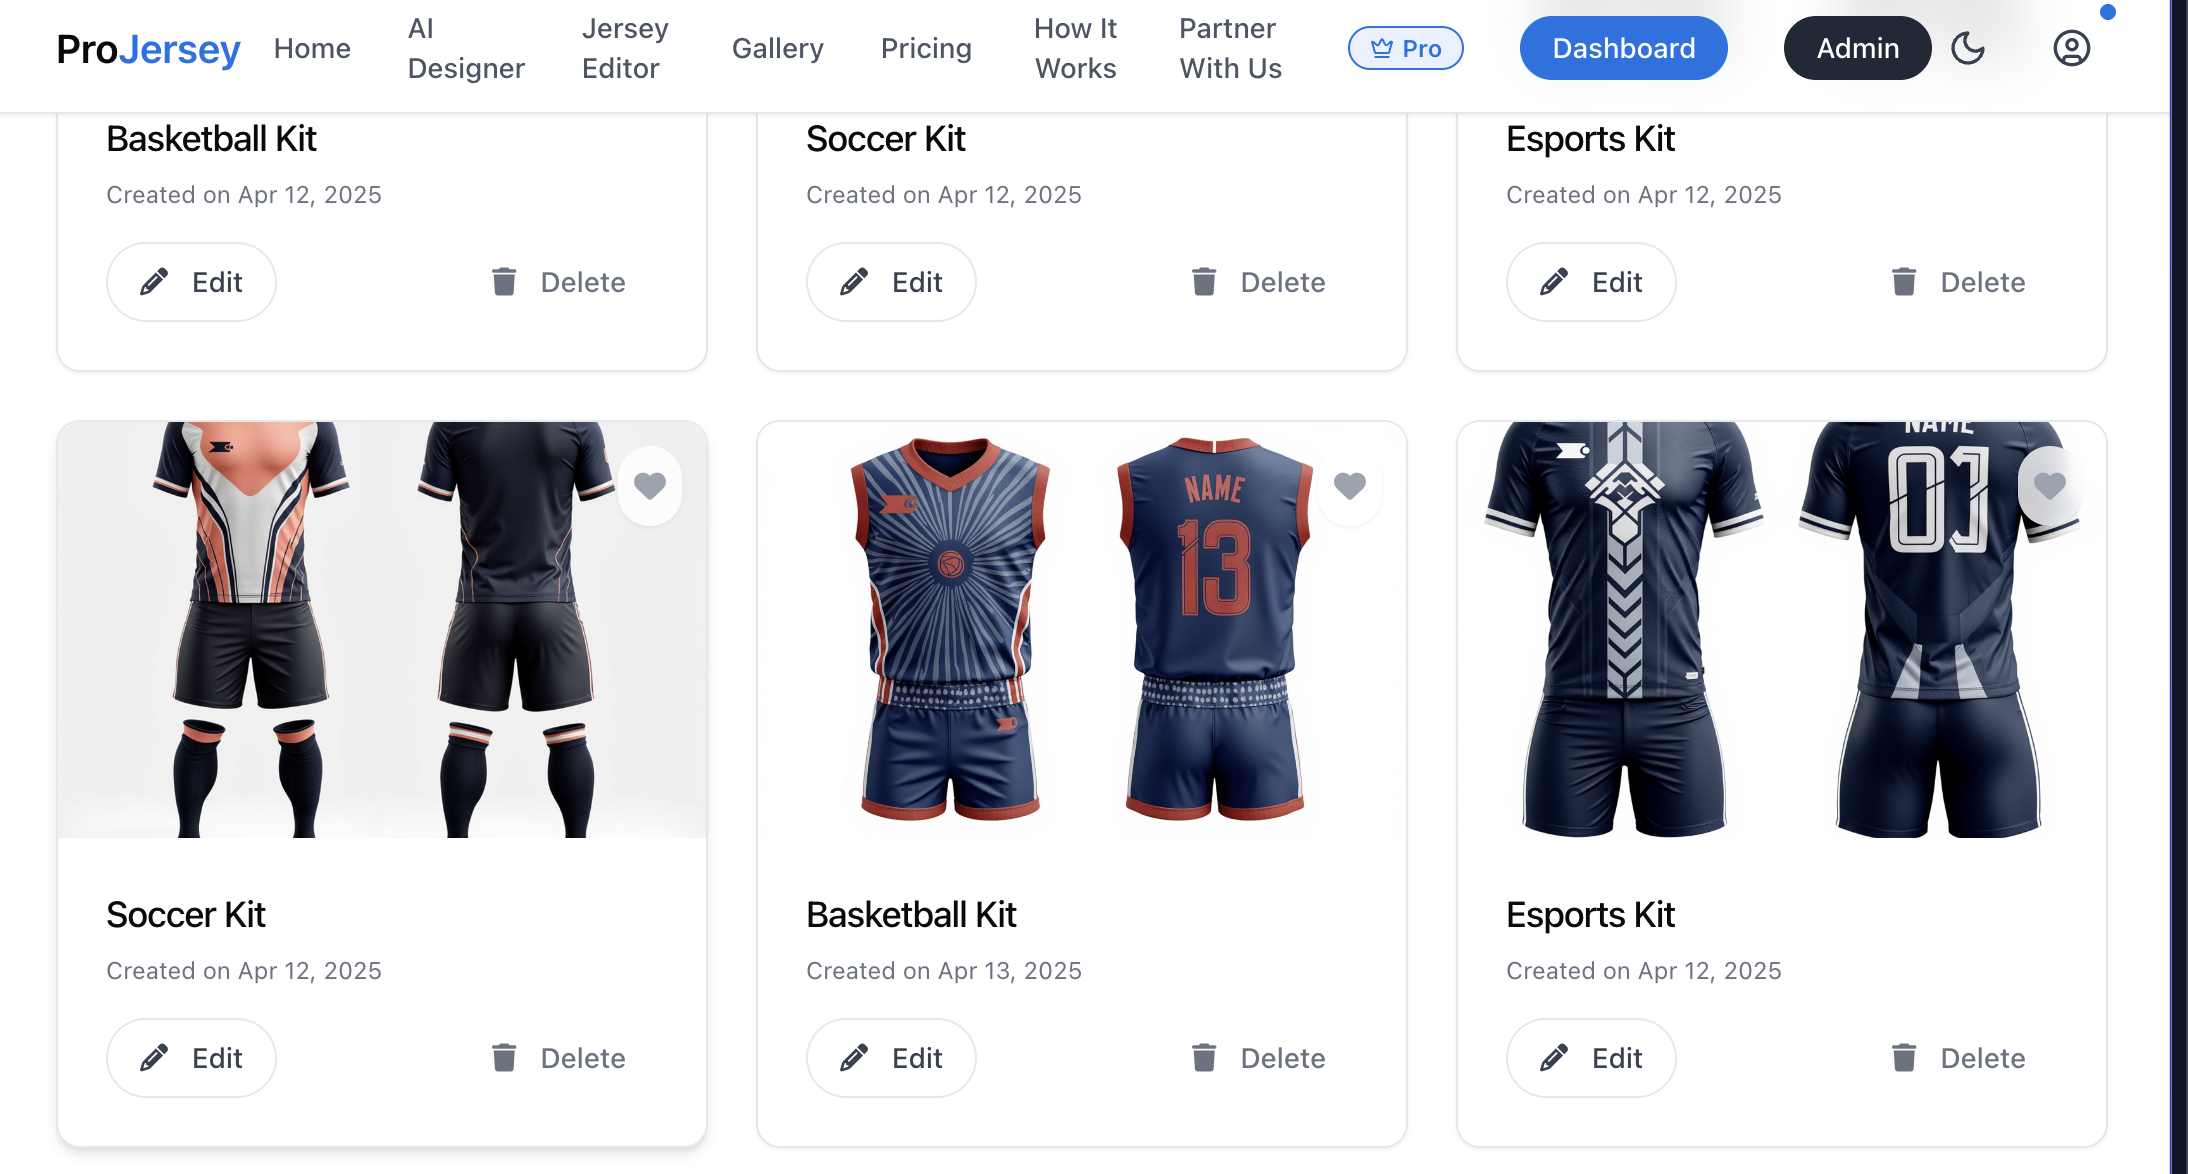 ProJersey
Home
AI
Designer
Jersey
Editor
Gallery
Pricing
How It
Works
Partner
With Us
Pro
Dashboard
Admin
Basketball Kit
Created on Apr 12, 2025
Edit
Delete
Soccer Kit
Created on Apr 12, 2025
Edit
Delete
Esports Kit
Created on Apr 12, 2025
Edit
Delete
NAME
13
NAME
01
Soccer Kit
Created on Apr 12, 2025
Edit
Delete
Basketball Kit
Created on Apr 13, 2025
Edit
Delete
Esports Kit
Created on Apr 12, 2025
Edit
Delete